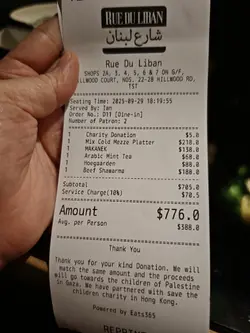 RUE DU LIBAN
شارع لبنان
Rue Du Liban
SHOPS 2A, 3, 4, 5, 6 & 7 ON G/F,
LLWOOD COURT, NOS. 22-28 HILLWOOD RD,
TST
Seating Time: 2025-09-29 18:19:55
Served By: Ian
Order No.: D11 [Dine-in]
Number of Patron: 2
1 Charity Donation $5.0
1 Mix Cold Mezze Platter $218.0
1 MAKANEK $138.0
1 Arabic Mint Tea $68.0
1 Hoegaarden $88.0
1 Beef Shawarma $188.0
Subtotal $705.0
Service Charge(10%) $70.5
Amount $776.0
Avg. per Person $388.0
Thank You
Thank you for your kind Donation. We will
match the same amount and the proceeds
will go towards the children of Palestine
in Gaza. We have partnered with save the
children charity in Hong Kong.
Powered by Eats365